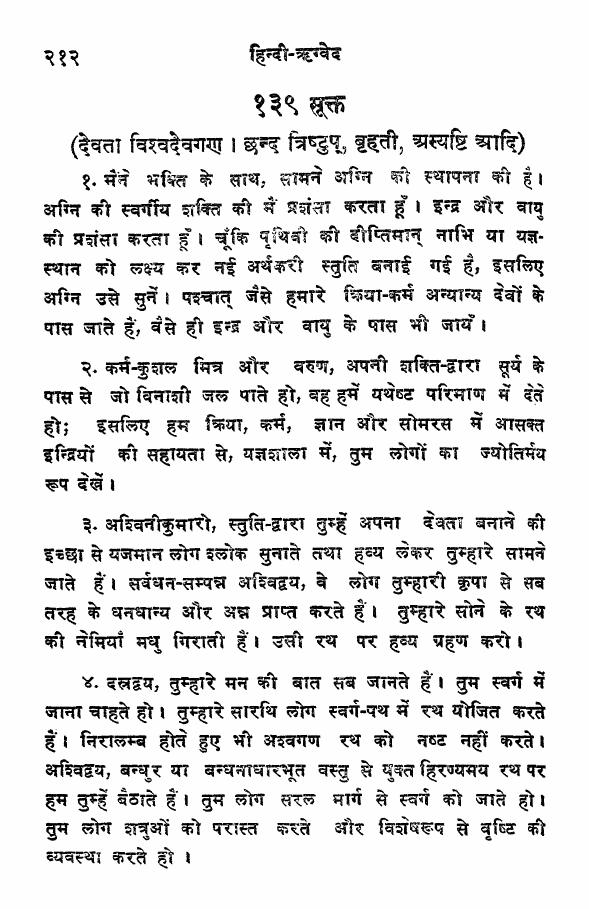 २१२
हिन्दी-ऋग्वेद
१३९ सूक्त
(देवता विश्वदेवगण । छन्द त्रिष्टुप्, बृहती, अत्यष्टि आदि)
१. मैंने भक्ति के साथ, सामने अग्नि की स्थापना की है।
अग्नि की स्वर्गीय शक्ति की मैं प्रशंसा करता हूँ। इन्द्र और वायु
की प्रशंसा करता हूँ। चूंकि पृथिवी की दीप्तिमान् नाभि या यज्ञ-
स्थान को लक्ष्य कर नई अर्थकरी स्तुति बनाई गई है, इसलिए
अग्नि उसे सुनें। पश्चात् जैसे हमारे क्रिया-कर्म अन्यान्य देवों के
पास जाते हैं, वैसे ही इन्द्र और वायु के पास भी जायँ।
२. कर्म-कुशल मित्र और वरुण, अपनी शक्ति-द्वारा सूर्य के
पास से जो विनाशी जल पाते हो, वह हमें यथेष्ट परिमाण में देते
हो; इसलिए हम क्रिया, कर्म, ज्ञान और सोमरस में आसक्त
इन्द्रियों की सहायता से, यज्ञशाला में, तुम लोगों का ज्योतिर्मय
रूप देखें।
३. अश्विनीकुमारो, स्तुति-द्वारा तुम्हें अपना देवता बनाने की
इच्छा से यजमान लोग श्लोक सुनाते तथा हव्य लेकर तुम्हारे सामने
जाते हैं। सर्वधन-सम्पन्न अश्विद्वय, वे लोग तुम्हारी कृपा से सब
तरह के धनधान्य और अन्न प्राप्त करते हैं। तुम्हारे सोने के रथ
की नेमियाँ मधु गिराती हैं। उसी रथ पर हव्य ग्रहण करो।
४. दस्रद्वय, तुम्हारे मन की बात सब जानते हैं। तुम स्वर्ग में
जाना चाहते हो। तुम्हारे सारथि लोग स्वर्ग-पथ में रथ योजित करते
हैं। निरालम्ब होते हुए भी अश्वगण रथ को नष्ट नहीं करते।
अश्विद्वय, बन्धुर या बन्धनाधारभूत वस्तु से युक्त हिरण्यमय रथ पर
हम तुम्हें बैठाते हैं। तुम लोग सरल मार्ग से स्वर्ग को जाते हो।
तुम लोग शत्रुओं को परास्त करते और विशेषरूप से वृष्टि की
व्यवस्था करते हो।